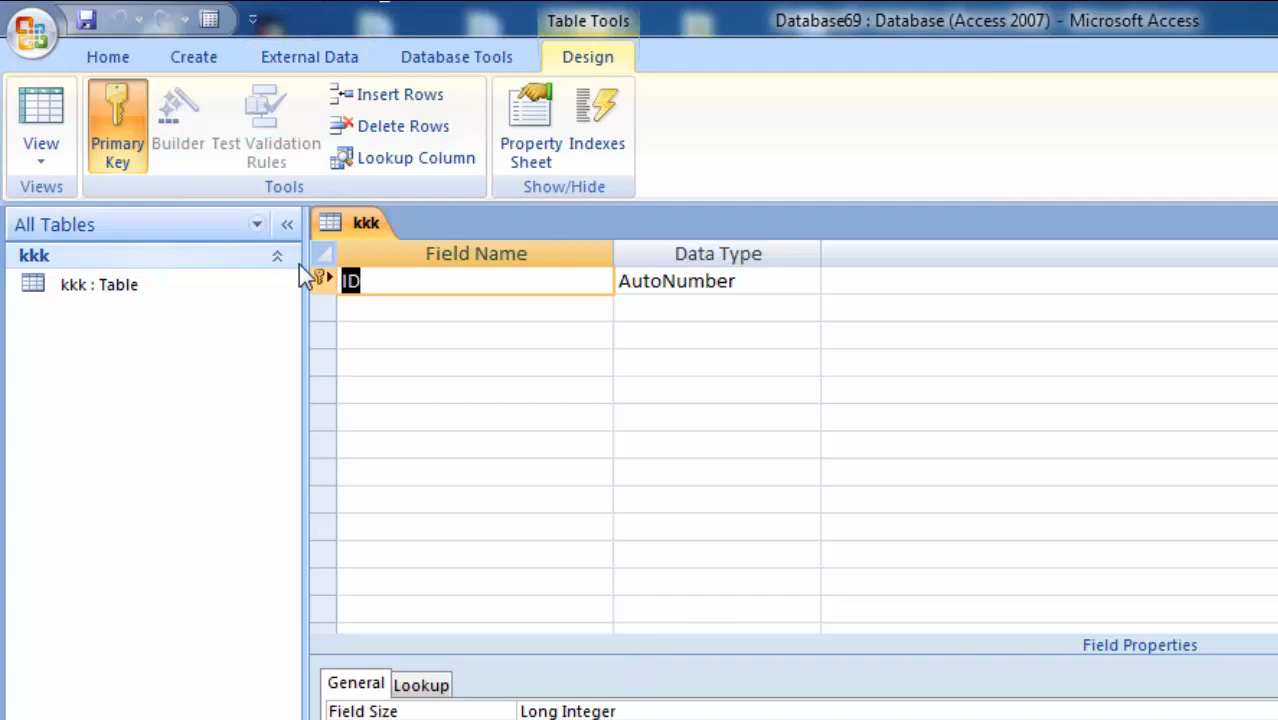 Table Tools
Database69 : Database (Access 2007) - Microsoft Access
Home
Create
External Data
Database Tools
Design
View
Primary
Key
Builder
Test Validation
Rules
Insert Rows
Delete Rows
Lookup Column
Property
Sheet
Indexes
Views
Tools
Show/Hide
All Tables
kkk
kkk : Table
kkk
Field Name
Data Type
ID
AutoNumber
Field Properties
General
Lookup
Field Size
Long Integer